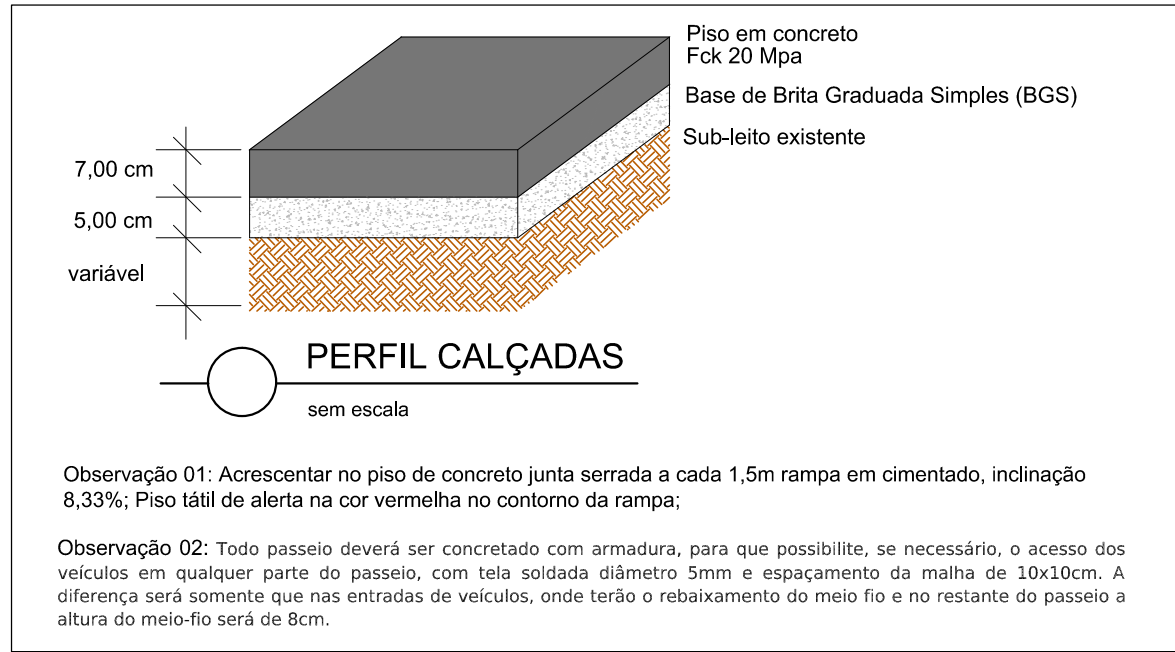 Piso em concreto
Fck 20 Mpa
Base de Brita Graduada Simples (BGS)
Sub-leito existente
7,00 cm
5,00 cm
variável
PERFIL CALÇADAS
sem escala
Observação 01: Acrescentar no piso de concreto junta serrada a cada 1,5m rampa em cimentado, inclinação
8,33%; Piso tátil de alerta na cor vermelha no contorno da rampa;
Observação 02: Todo passeio deverá ser concretado com armadura, para que possibilite, se necessário, o acesso dos
veículos em qualquer parte do passeio, com tela soldada diâmetro 5mm e espaçamento da malha de 10x10cm. A
diferença será somente que nas entradas de veículos, onde terão o rebaixamento do meio fio e no restante do passeio a
altura do meio-fio será de 8cm.